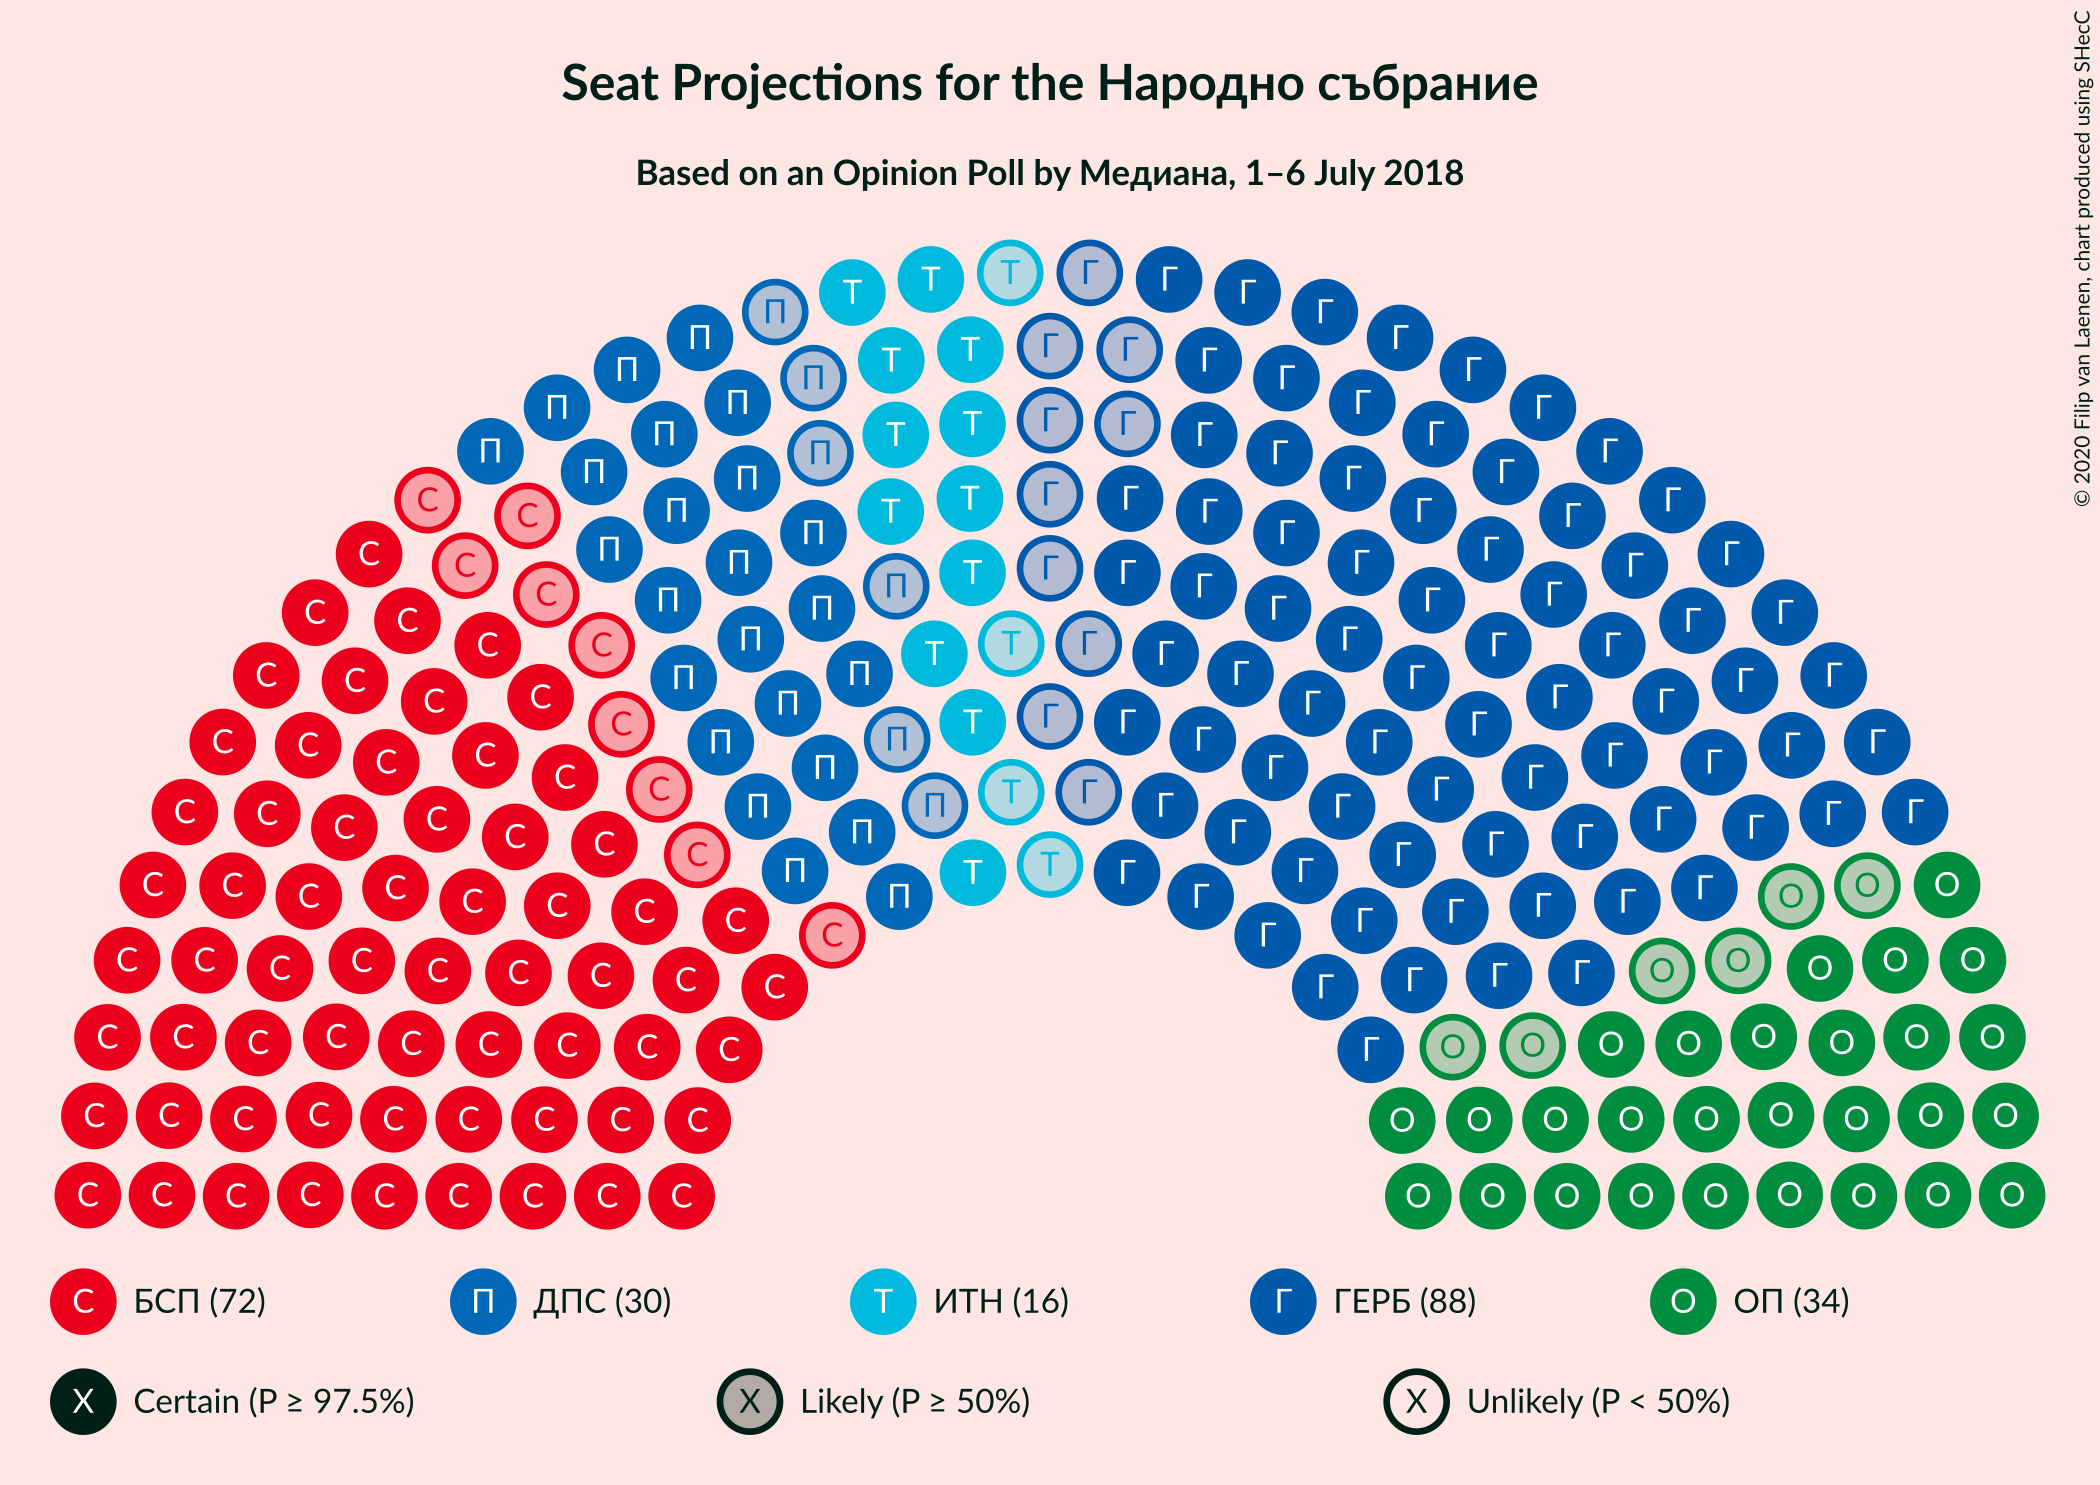 Seat Projections for the Народно събрание
Based on an Opinion Poll by Медиана, 1–6 July 2018
© 2020 Filip van Laenen, chart produced using SHecC
С БСП (72) П ДПС (30) Т ИТН (16) Г ГЕРБ (88) О ОП (34)
X Certain (P ≥ 97.5%) X Likely (P ≥ 50%) X Unlikely (P < 50%)